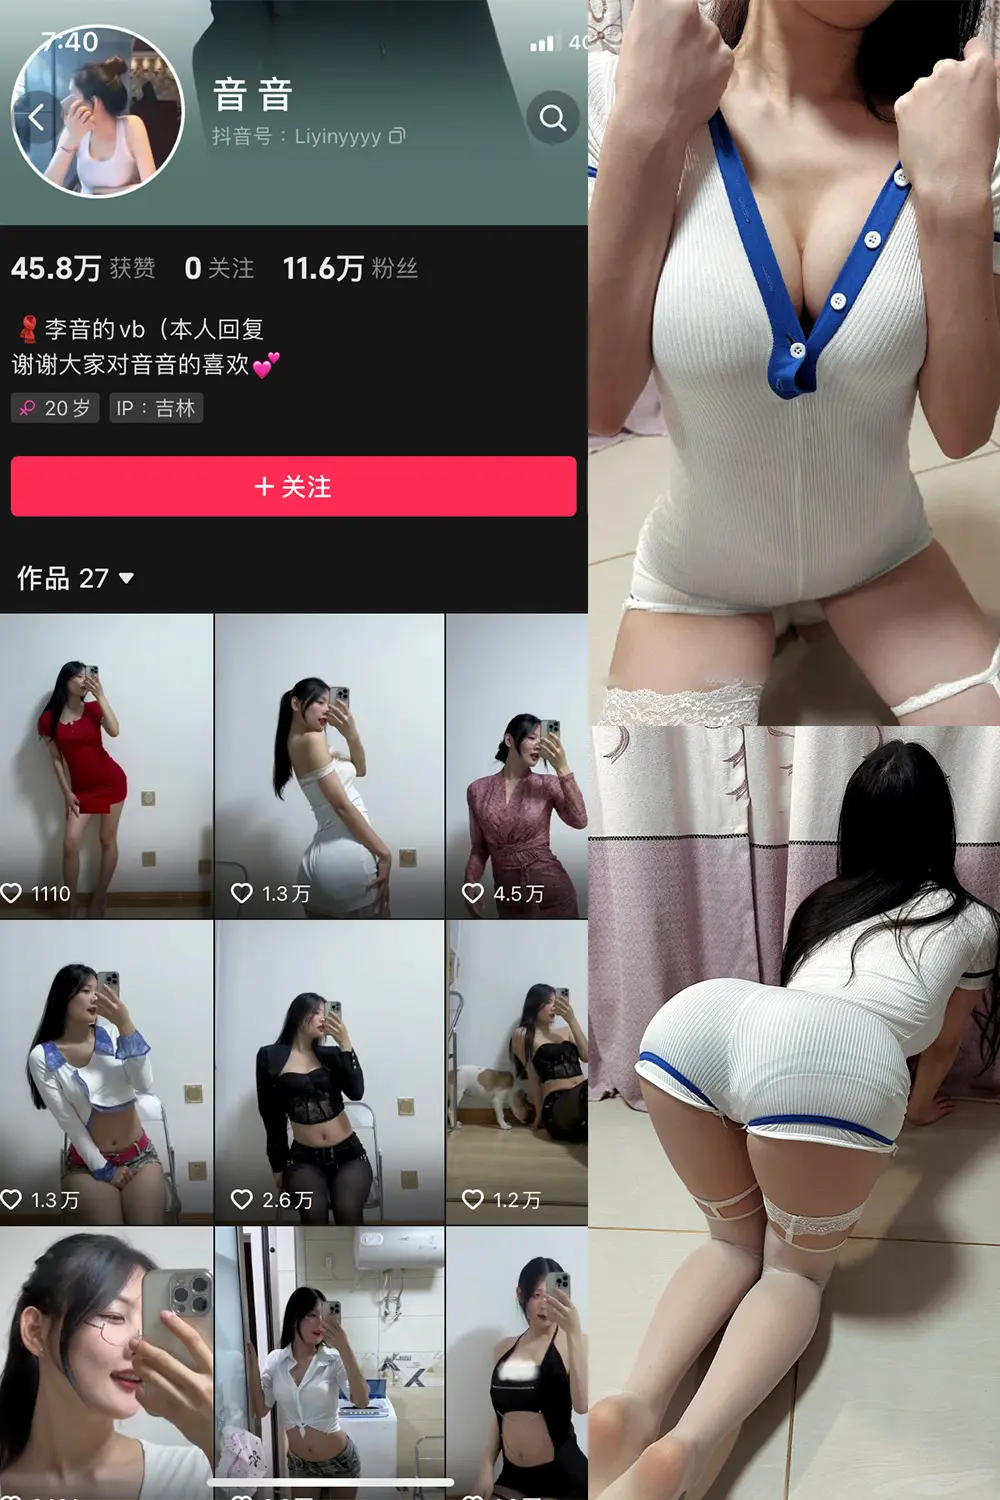 7:40
音音
抖音号：Liyinyyyy
45.8万 获赞 0 关注 11.6万 粉丝
李音的vb（本人回复
谢谢大家对音音的喜欢💕
20岁 IP：吉林
+ 关注
作品 27
1110 1.3万 4.5万
1.3万 2.6万 1.2万